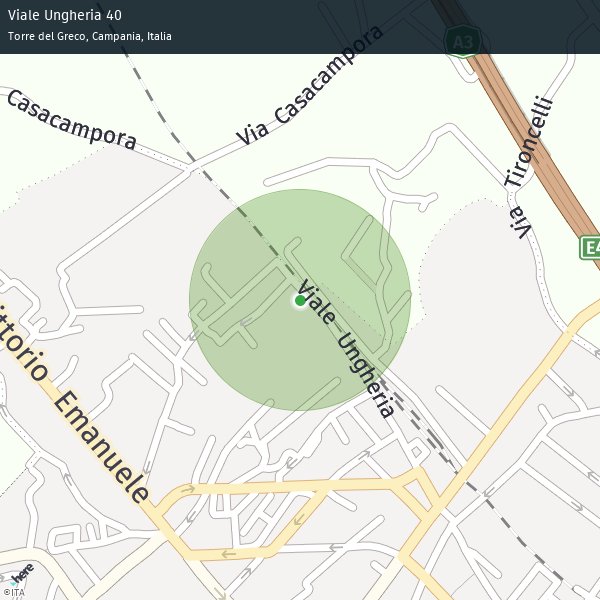 Viale Ungheria 40
Torre del Greco, Campania, Italia
A3
Casacampora
Via Casacampora
Via Tironcelli
E4
Viale Ungheria
ittorio Emanuele
here
©ITA